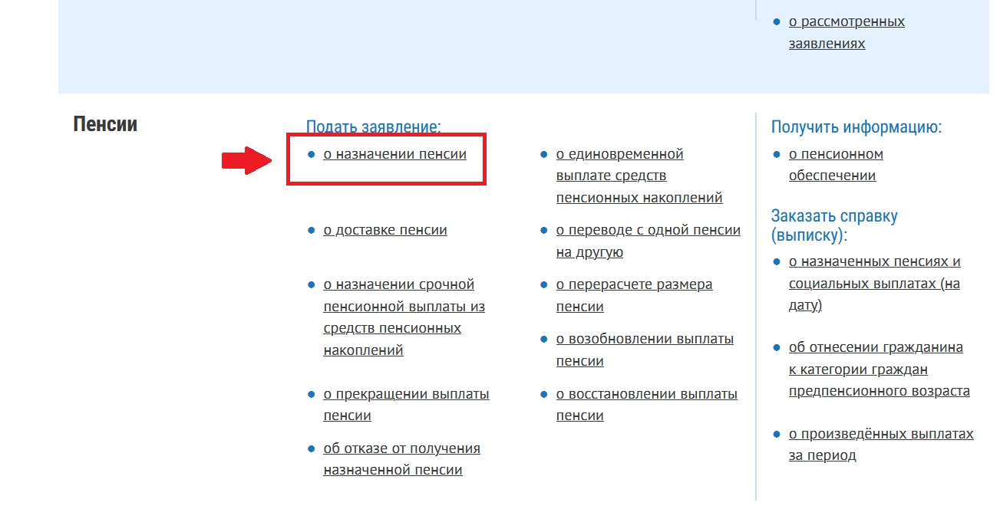 о рассмотренных
заявлениях
Пенсии
Подать заявление:
о назначении пенсии
о доставке пенсии
о назначении срочной
пенсионной выплаты из
средств пенсионных
накоплений
о прекращении выплаты
пенсии
об отказе от получения
назначенной пенсии
о единовременной
выплате средств
пенсионных накоплений
о переводе с одной пенсии
на другую
о перерасчете размера
пенсии
о возобновлении выплаты
пенсии
о восстановлении выплаты
пенсии
Получить информацию:
о пенсионном
обеспечении
Заказать справку
(выписку):
о назначенных пенсиях и
социальных выплатах (на
дату)
об отнесении гражданина
к категории граждан
предпенсионного возраста
о произведённых выплатах
за период